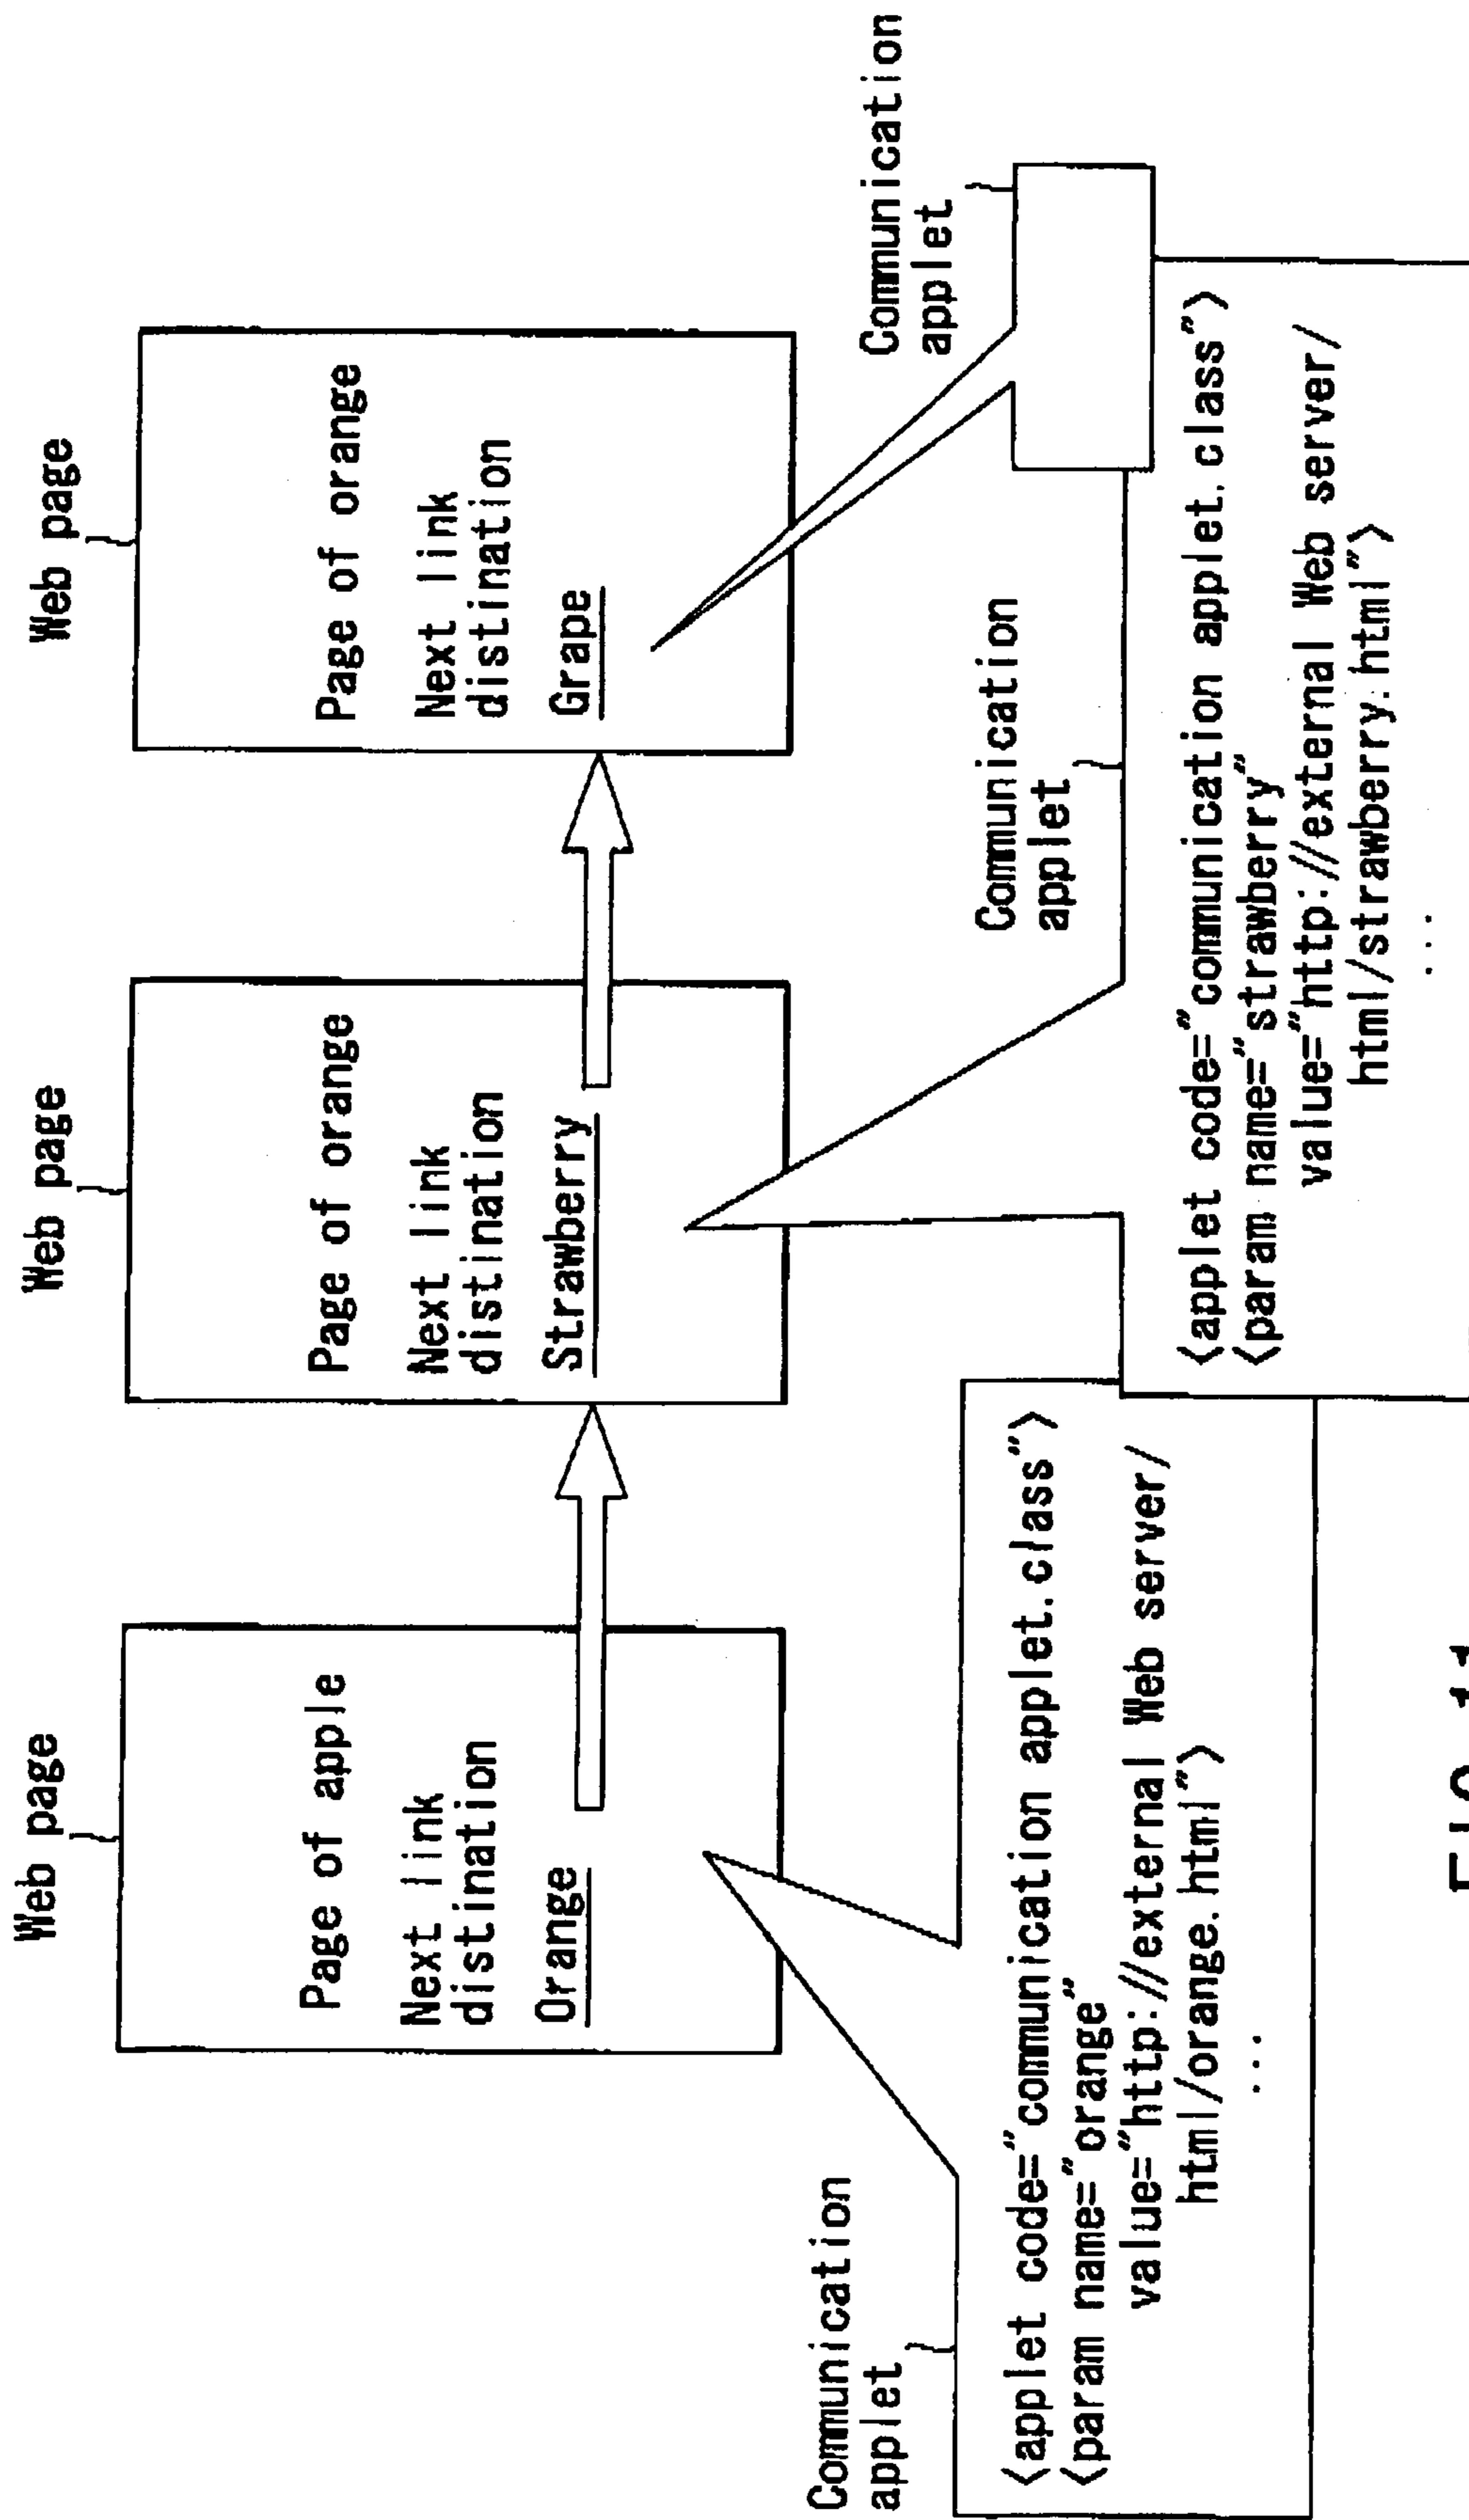 Web page
Page of apple
Next link
distination
Orange
Web page
Page of orange
Next link
distination
Strawberry
Web page
Page of orange
Next link
distination
Grape
Communication
applet
<applet code="communication applet.class">
<param name="orange"
value="http://external Web server/
html/orange.html">
...
Communication
applet
<applet code="communication applet.class">
<param name="strawberry"
value="http://external Web server/
html/strawberry.html">
...
Communication
applet